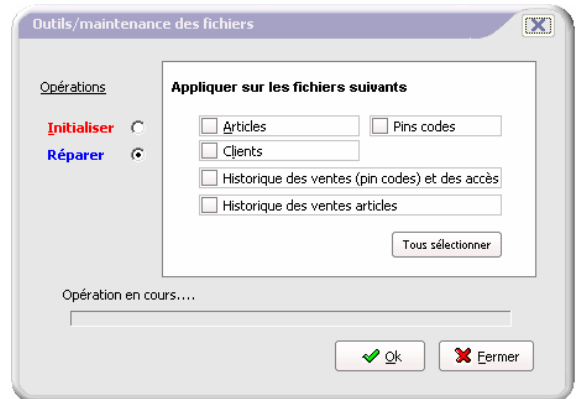 Outils/maintenance des fichiers
Opérations
Appliquer sur les fichiers suivants
Initialiser
Réparer
Articles
Pins codes
Clients
Historique des ventes (pin codes) et des accès
Historique des ventes articles
Tous sélectionner
Opération en cours....
Ok
Fermer